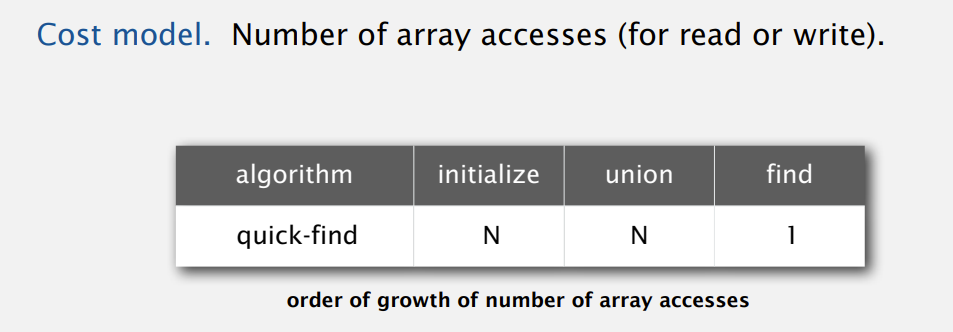 Cost model. Number of array accesses (for read or write).
algorithm initialize union find
quick-find N N 1
order of growth of number of array accesses